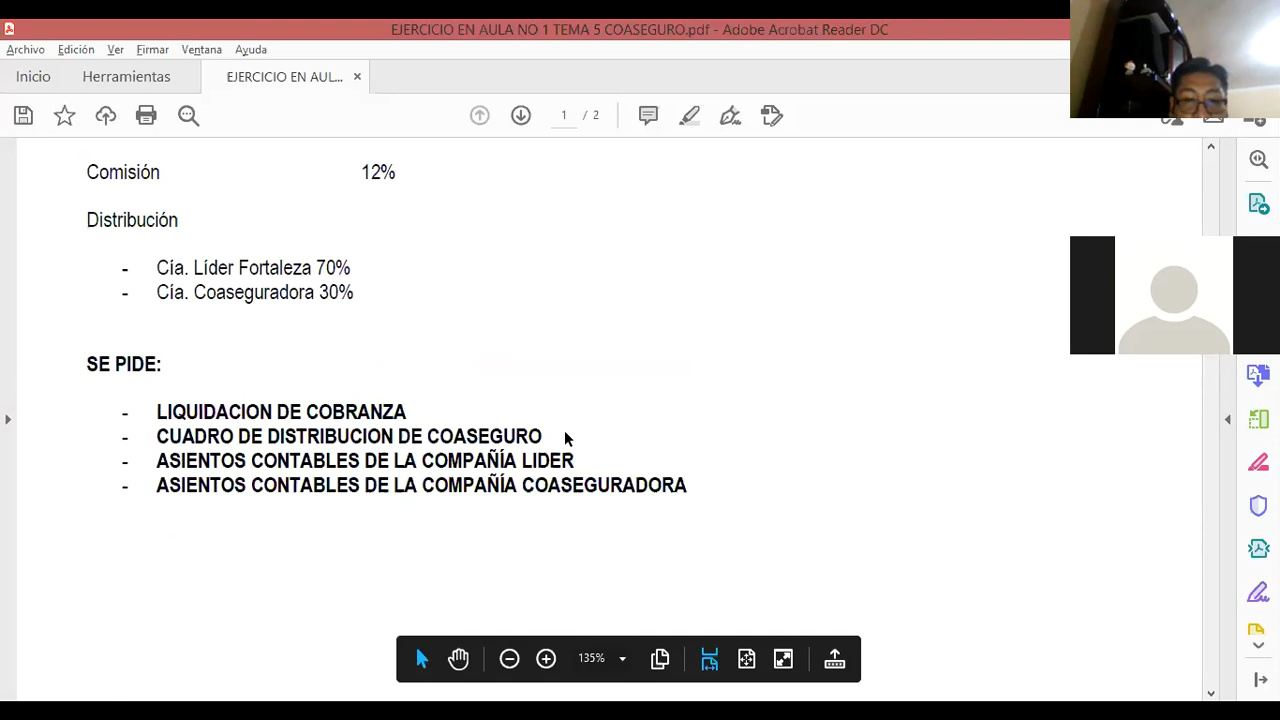 EJERCICIO EN AULA NO 1 TEMA 5 COASEGURO.pdf - Adobe Acrobat Reader DC
Archivo Edición Ver Firmar Ventana Ayuda
Inicio Herramientas EJERCICIO EN AUL... ×
1 / 2
Comisión 12%
Distribución
- Cía. Líder Fortaleza 70%
- Cía. Coaseguradora 30%
SE PIDE:
- LIQUIDACION DE COBRANZA
- CUADRO DE DISTRIBUCION DE COASEGURO
- ASIENTOS CONTABLES DE LA COMPAÑÍA LIDER
- ASIENTOS CONTABLES DE LA COMPAÑÍA COASEGURADORA
135%